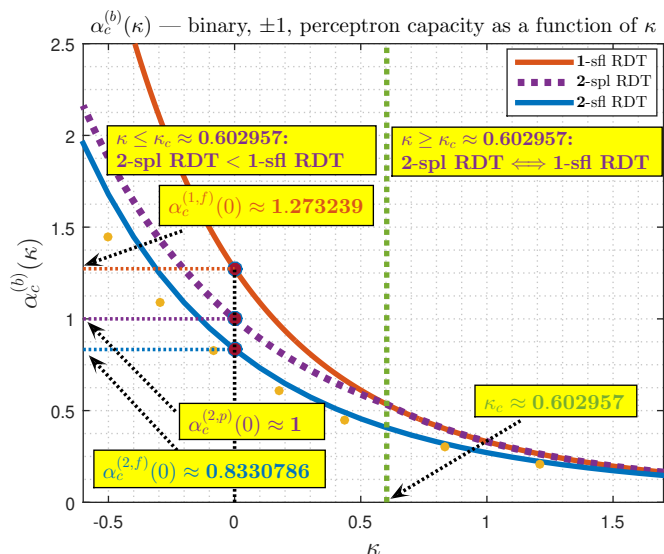 α_c^{(b)}(κ) — binary, ±1, perceptron capacity as a function of κ
2.5
2
1.5
1
0.5
0
α_c^{(b)}(κ)
1-sfl RDT
2-spl RDT
2-sfl RDT
κ ≤ κ_c ≈ 0.602957:
2-spl RDT < 1-sfl RDT
κ ≥ κ_c ≈ 0.602957:
2-spl RDT ⟺ 1-sfl RDT
α_c^{(1,f)}(0) ≈ 1.273239
α_c^{(2,p)}(0) ≈ 1
α_c^{(2,f)}(0) ≈ 0.8330786
κ_c ≈ 0.602957
-0.5
0
0.5
1
1.5
κ